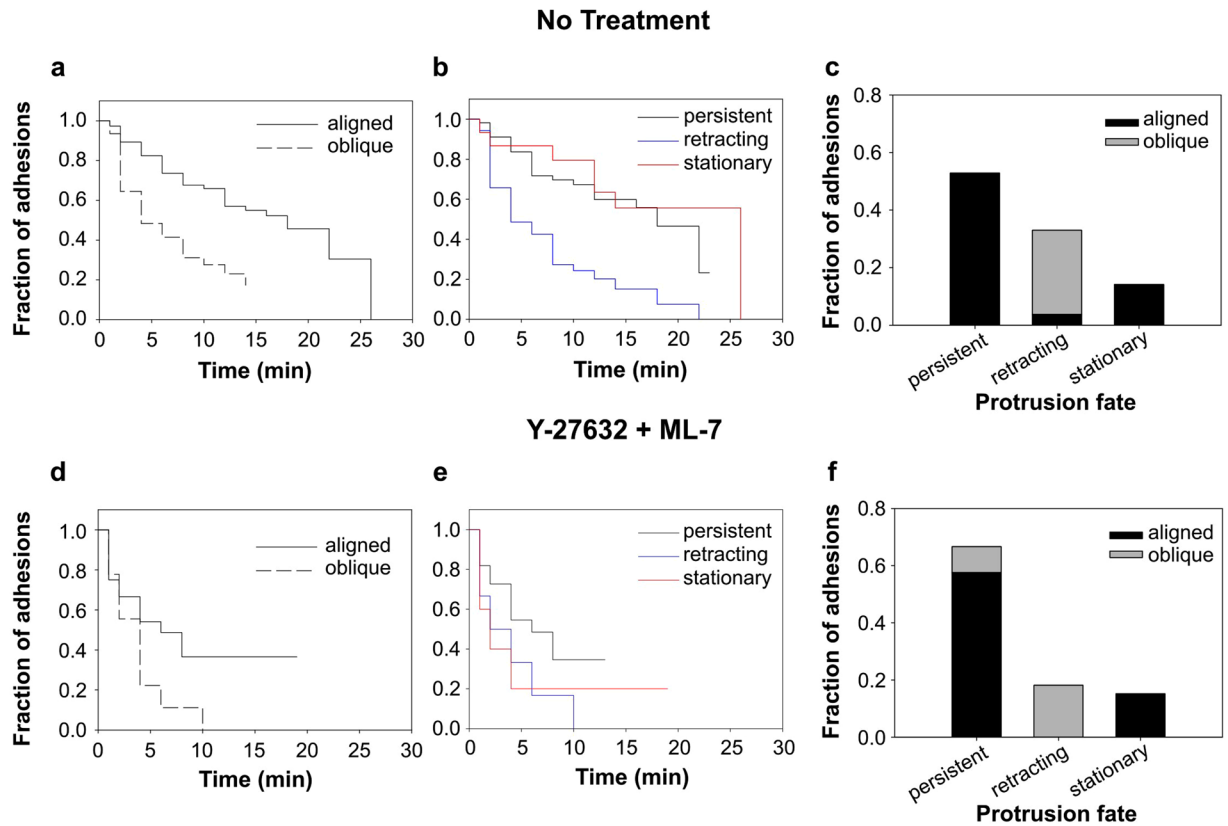 No Treatment
a
Fraction of adhesions
1.0
0.8
0.6
0.4
0.2
0.0
aligned
oblique
0 5 10 15 20 25 30
Time (min)
b
1.0
0.8
0.6
0.4
0.2
0.0
persistent
retracting
stationary
0 5 10 15 20 25 30
Time (min)
c
Fraction of adhesions
0.8
0.6
0.4
0.2
0.0
aligned
oblique
persistent
retracting
stationary
Protrusion fate
Y-27632 + ML-7
d
Fraction of adhesions
1.0
0.8
0.6
0.4
0.2
0.0
aligned
oblique
0 5 10 15 20 25 30
Time (min)
e
1.0
0.8
0.6
0.4
0.2
0.0
persistent
retracting
stationary
0 5 10 15 20 25 30
Time (min)
f
Fraction of adhesions
0.8
0.6
0.4
0.2
0.0
aligned
oblique
persistent
retracting
stationary
Protrusion fate